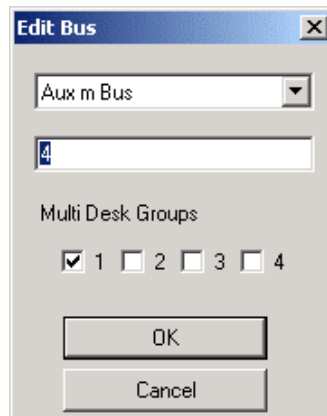 Edit Bus
Aux m Bus
4
Multi Desk Groups
1 2 3 4
OK
Cancel